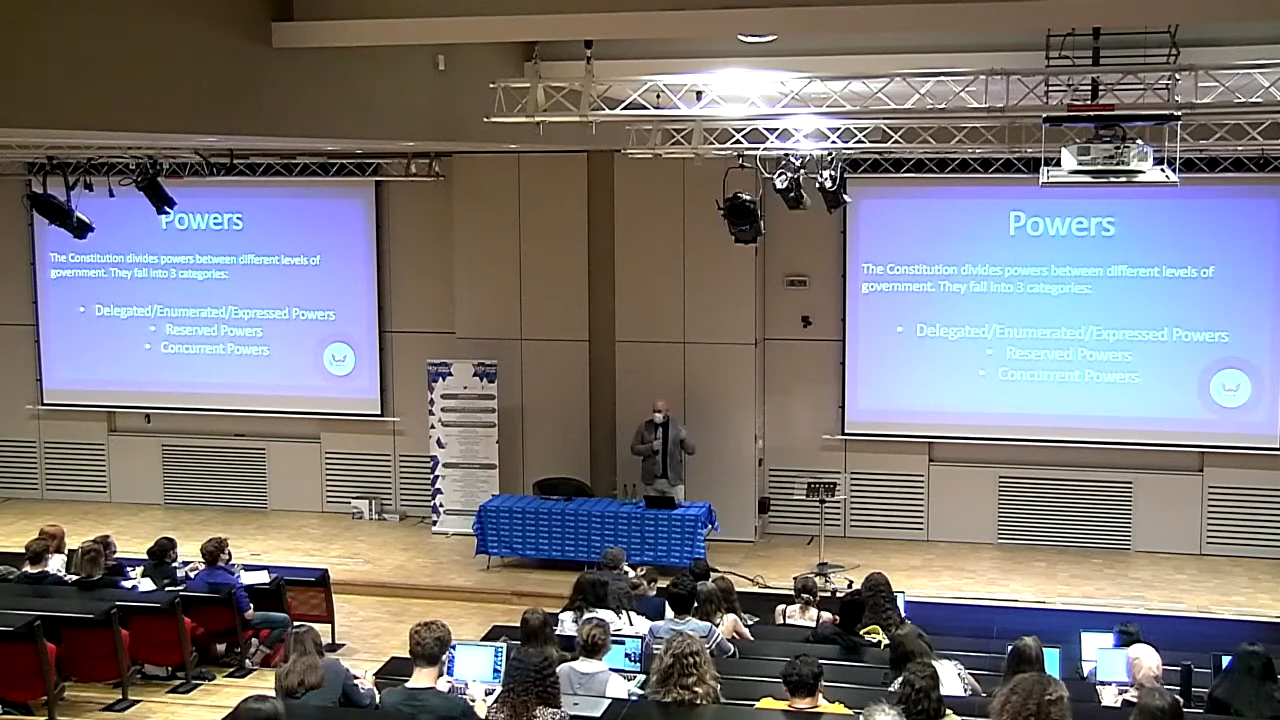 Powers
The Constitution divides powers between different levels of
government. They fall into 3 categories:
• Delegated/Enumerated/Expressed Powers
• Reserved Powers
• Concurrent Powers
Powers
The Constitution divides powers between different levels of
government. They fall into 3 categories:
• Delegated/Enumerated/Expressed Powers
• Reserved Powers
• Concurrent Powers